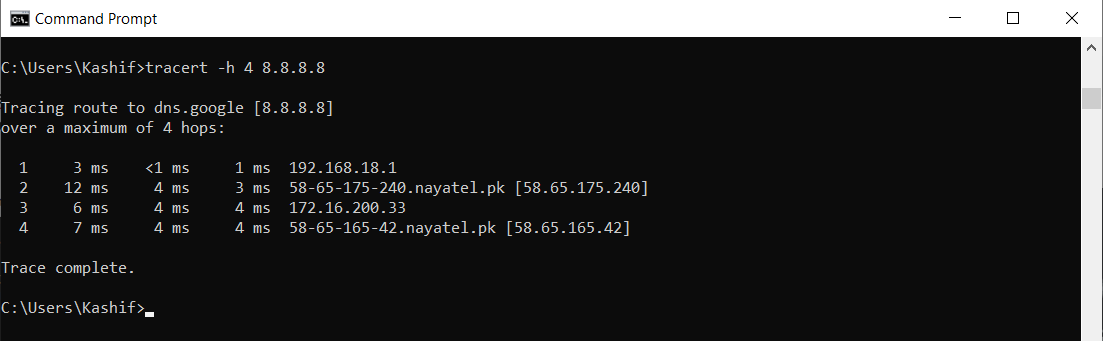 Command Prompt
C:\Users\Kashif>tracert -h 4 8.8.8.8
Tracing route to dns.google [8.8.8.8]
over a maximum of 4 hops:
  1     3 ms    <1 ms     1 ms  192.168.18.1
  2    12 ms     4 ms     3 ms  58-65-175-240.nayatel.pk [58.65.175.240]
  3     6 ms     4 ms     4 ms  172.16.200.33
  4     7 ms     4 ms     4 ms  58-65-165-42.nayatel.pk [58.65.165.42]
Trace complete.
C:\Users\Kashif>